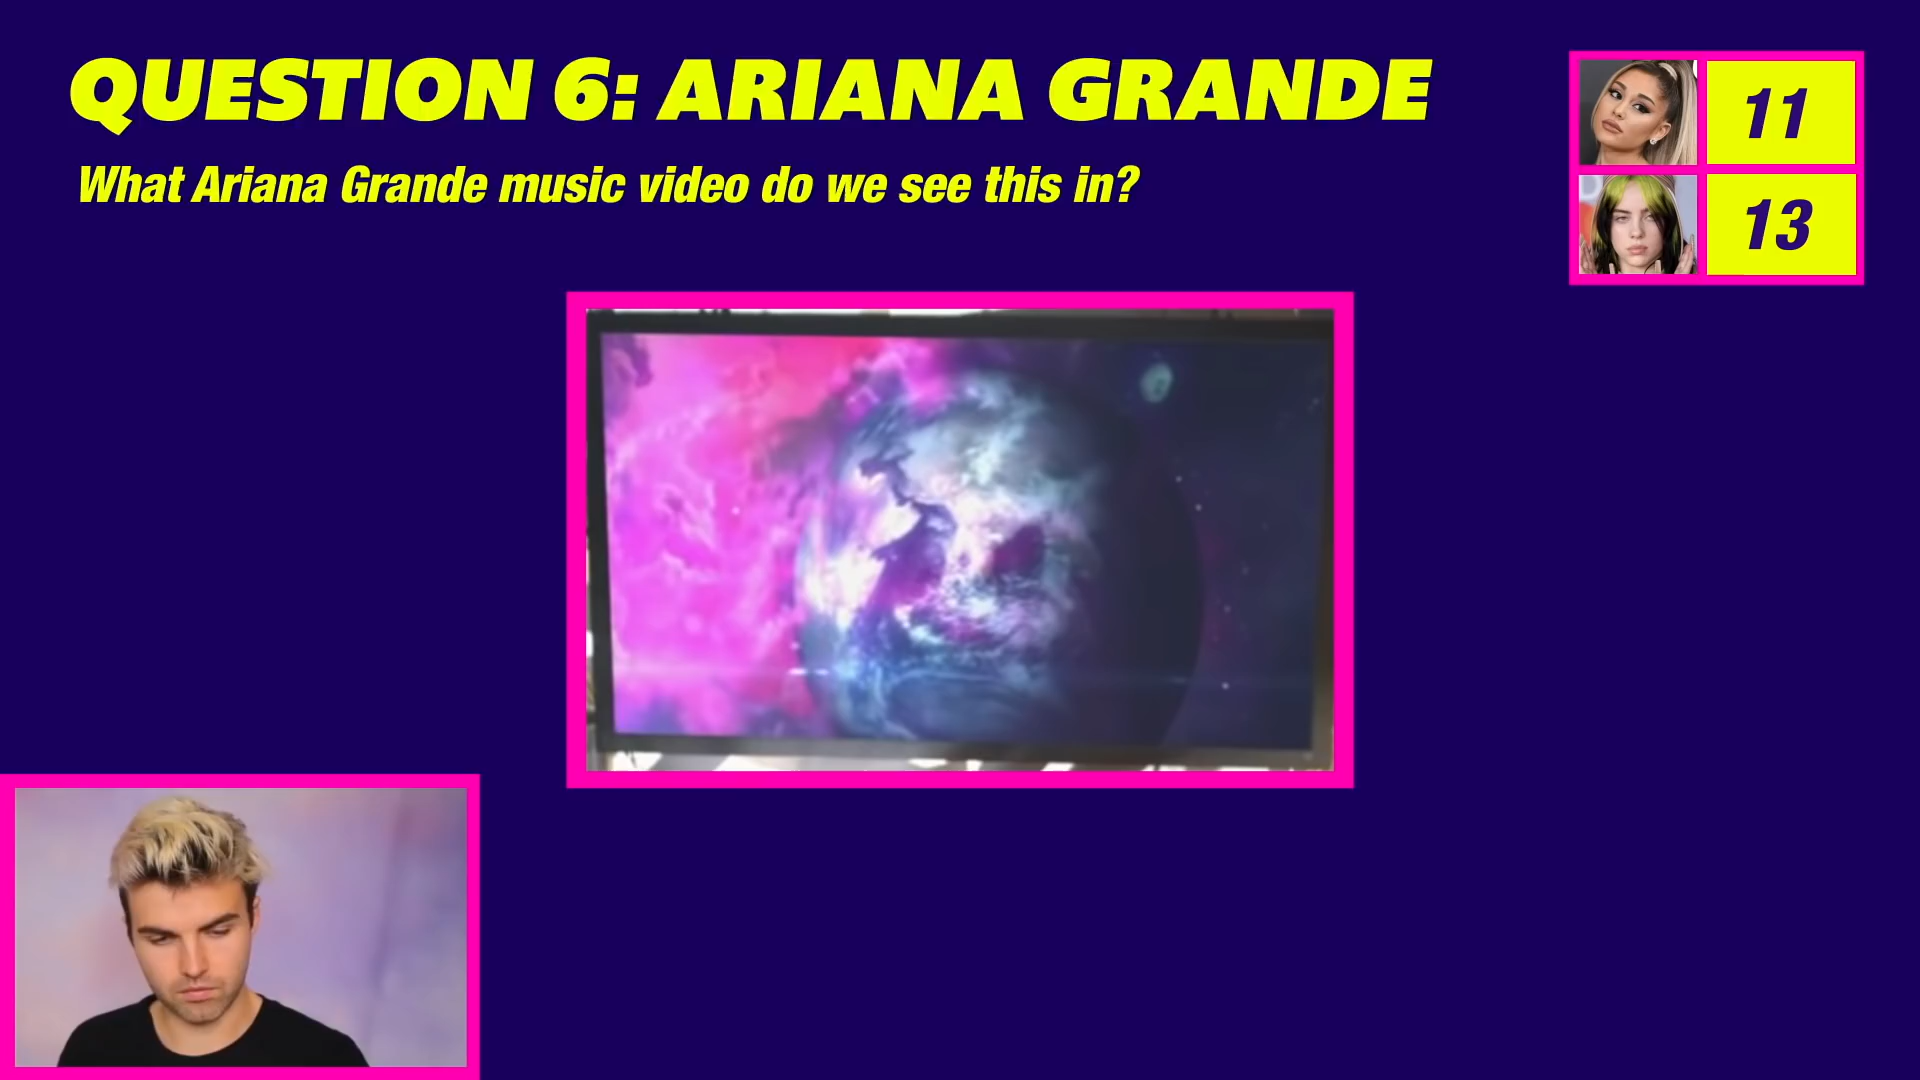 QUESTION 6: ARIANA GRANDE
What Ariana Grande music video do we see this in?
11
13